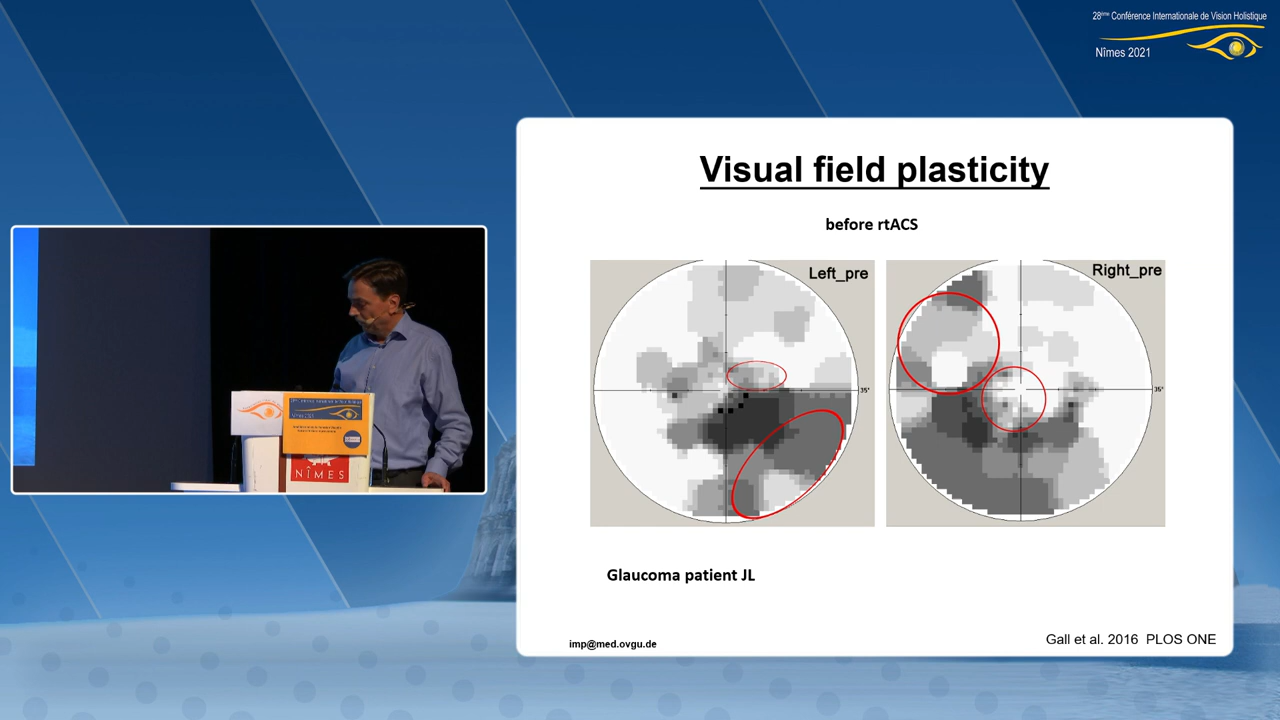 28ème Conférence Internationale de Vision Holistique
Nîmes 2021
Visual field plasticity
before rtACS
Left_pre
35°
Right_pre
35°
NÎMES
Glaucoma patient JL
imp@med.ovgu.de
Gall et al. 2016 PLOS ONE